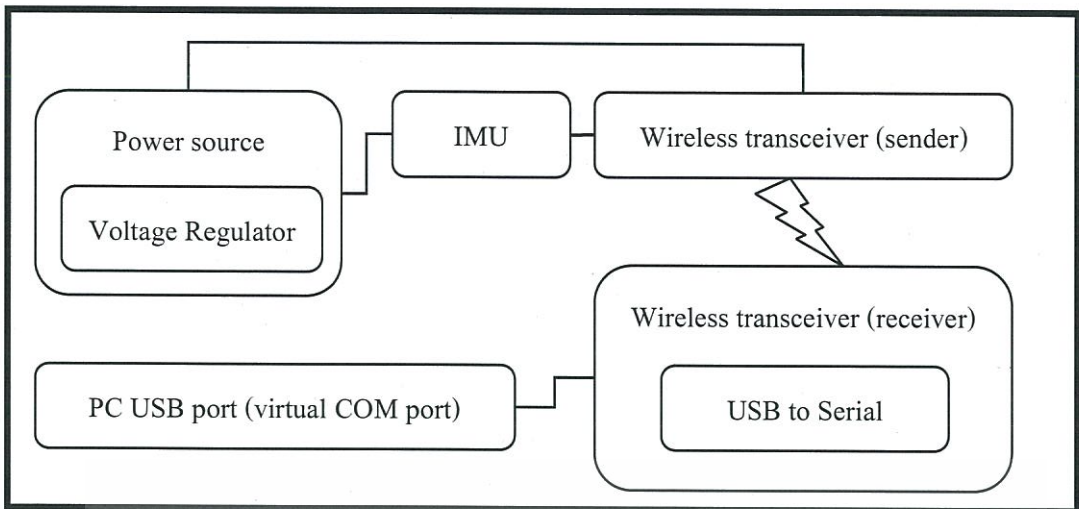 Power source
Voltage Regulator
IMU
Wireless transceiver (sender)
Wireless transceiver (receiver)
USB to Serial
PC USB port (virtual COM port)